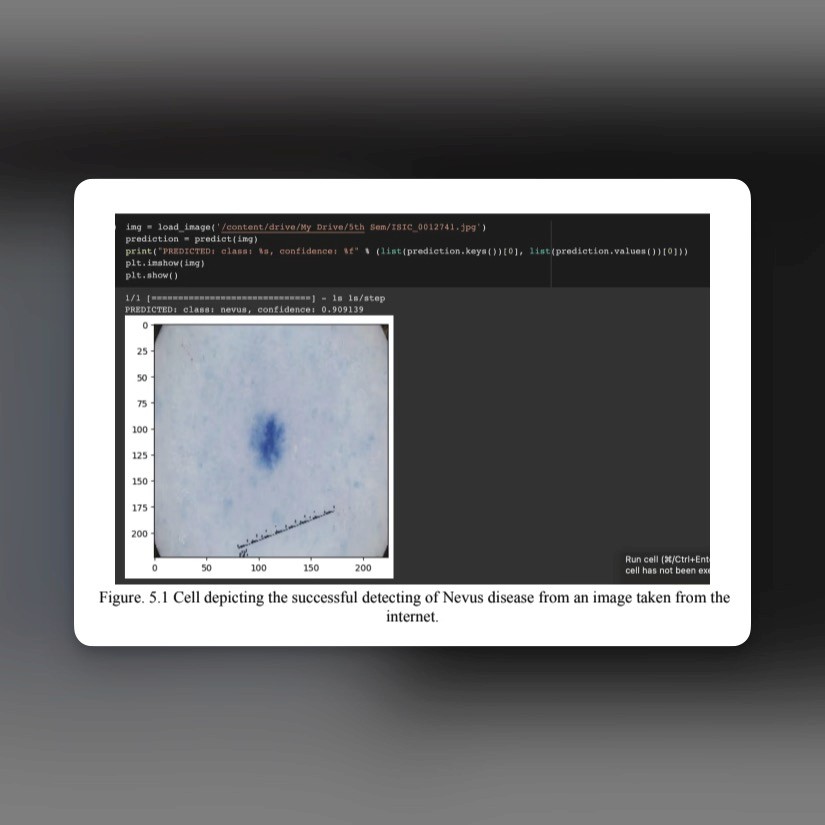 img = load_image('/content/drive/My Drive/5th Sem/ISIC_0012741.jpg')
prediction = predict(img)
print("PREDICTED: class: %s, confidence: %f" % (list(prediction.keys())[0], list(prediction.values())[0]))
plt.imshow(img)
plt.show()
1/1 [==============================] - 1s 1s/step
PREDICTED: class: nevus, confidence: 0.909139
0
25
50
75
100
125
150
175
200
0 50 100 150 200
Run cell (⌘/Ctrl+Ent
cell has not been exe
Figure. 5.1 Cell depicting the successful detecting of Nevus disease from an image taken from the
internet.